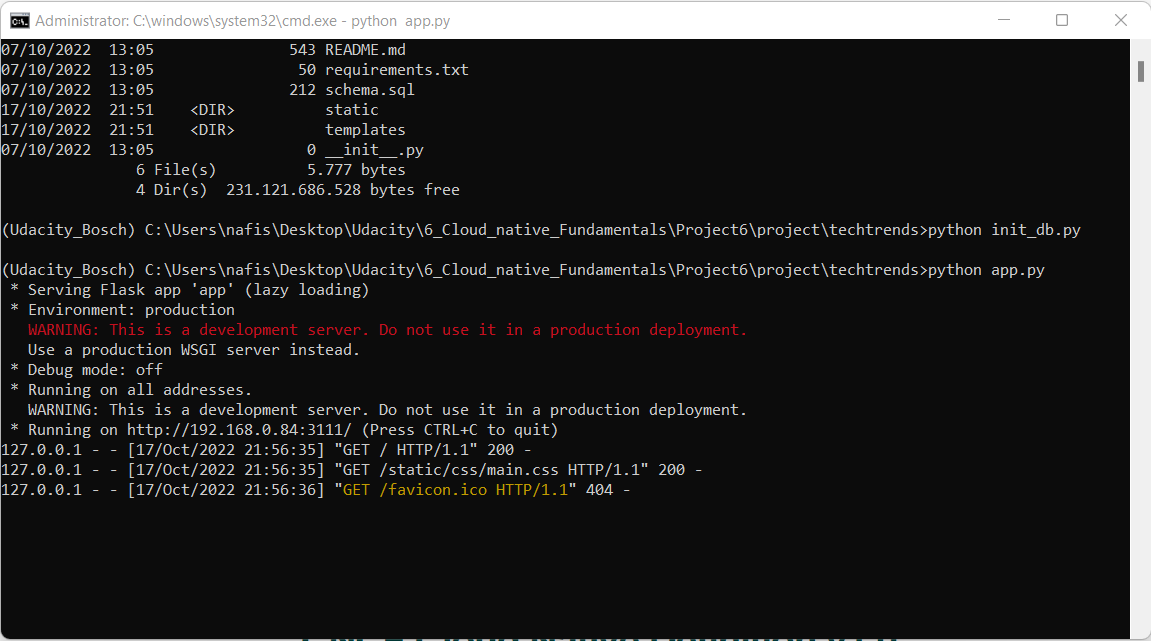 Administrator: C:\windows\system32\cmd.exe - python  app.py
07/10/2022  13:05               543 README.md
07/10/2022  13:05                50 requirements.txt
07/10/2022  13:05               212 schema.sql
17/10/2022  21:51    <DIR>          static
17/10/2022  21:51    <DIR>          templates
07/10/2022  13:05                 0 __init__.py
               6 File(s)          5.777 bytes
               4 Dir(s)  231.121.686.528 bytes free
(Udacity_Bosch) C:\Users\nafis\Desktop\Udacity\6_Cloud_native_Fundamentals\Project6\project\techtrends>python init_db.py
(Udacity_Bosch) C:\Users\nafis\Desktop\Udacity\6_Cloud_native_Fundamentals\Project6\project\techtrends>python app.py
 * Serving Flask app 'app' (lazy loading)
 * Environment: production
   WARNING: This is a development server. Do not use it in a production deployment.
   Use a production WSGI server instead.
 * Debug mode: off
 * Running on all addresses.
   WARNING: This is a development server. Do not use it in a production deployment.
 * Running on http://192.168.0.84:3111/ (Press CTRL+C to quit)
127.0.0.1 - - [17/Oct/2022 21:56:35] "GET / HTTP/1.1" 200 -
127.0.0.1 - - [17/Oct/2022 21:56:35] "GET /static/css/main.css HTTP/1.1" 200 -
127.0.0.1 - - [17/Oct/2022 21:56:36] "GET /favicon.ico HTTP/1.1" 404 -